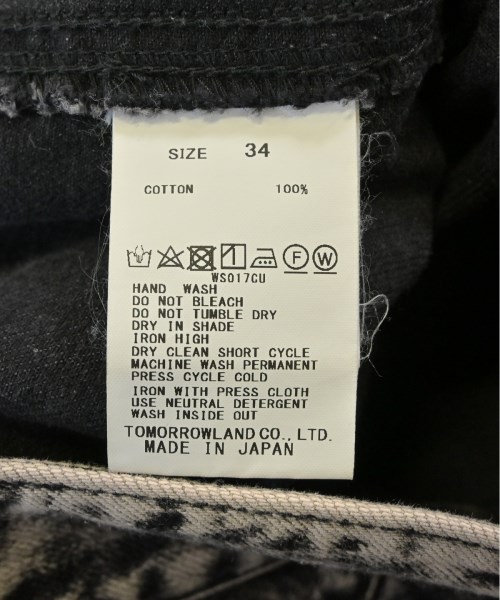 SIZE 34
COTTON 100%
F W
WS017CU
HAND WASH
DO NOT BLEACH
DO NOT TUMBLE DRY
DRY IN SHADE
IRON HIGH
DRY CLEAN SHORT CYCLE
MACHINE WASH PERMANENT
PRESS CYCLE COLD
IRON WITH PRESS CLOTH
USE NEUTRAL DETERGENT
WASH INSIDE OUT
TOMORROWLAND CO., LTD.
MADE IN JAPAN